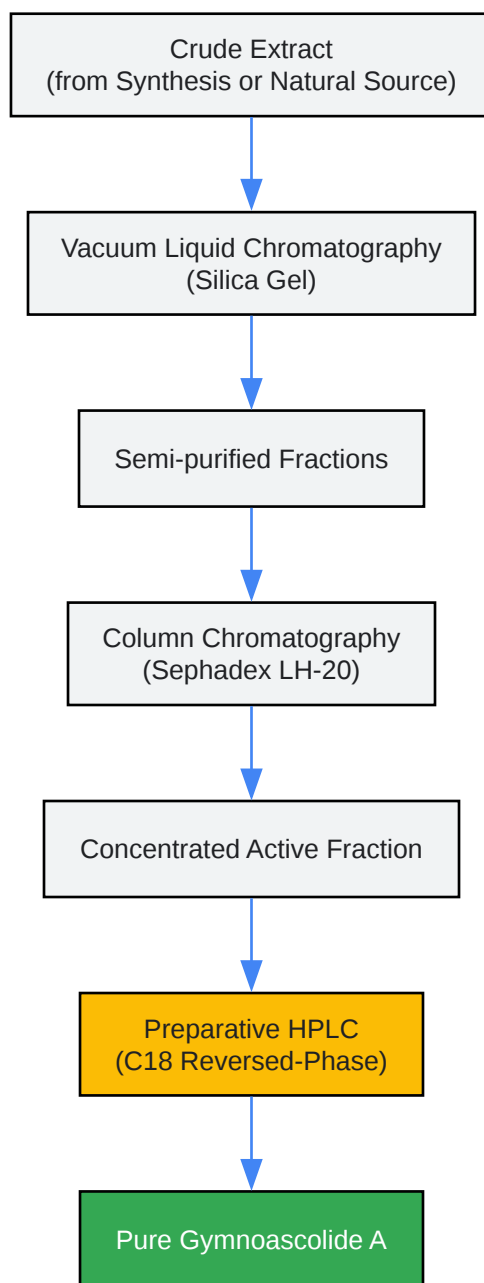 Crude Extract
(from Synthesis or Natural Source)
Vacuum Liquid Chromatography
(Silica Gel)
Semi-purified Fractions
Column Chromatography
(Sephadex LH-20)
Concentrated Active Fraction
Preparative HPLC
(C18 Reversed-Phase)
Pure Gymnoascolide A